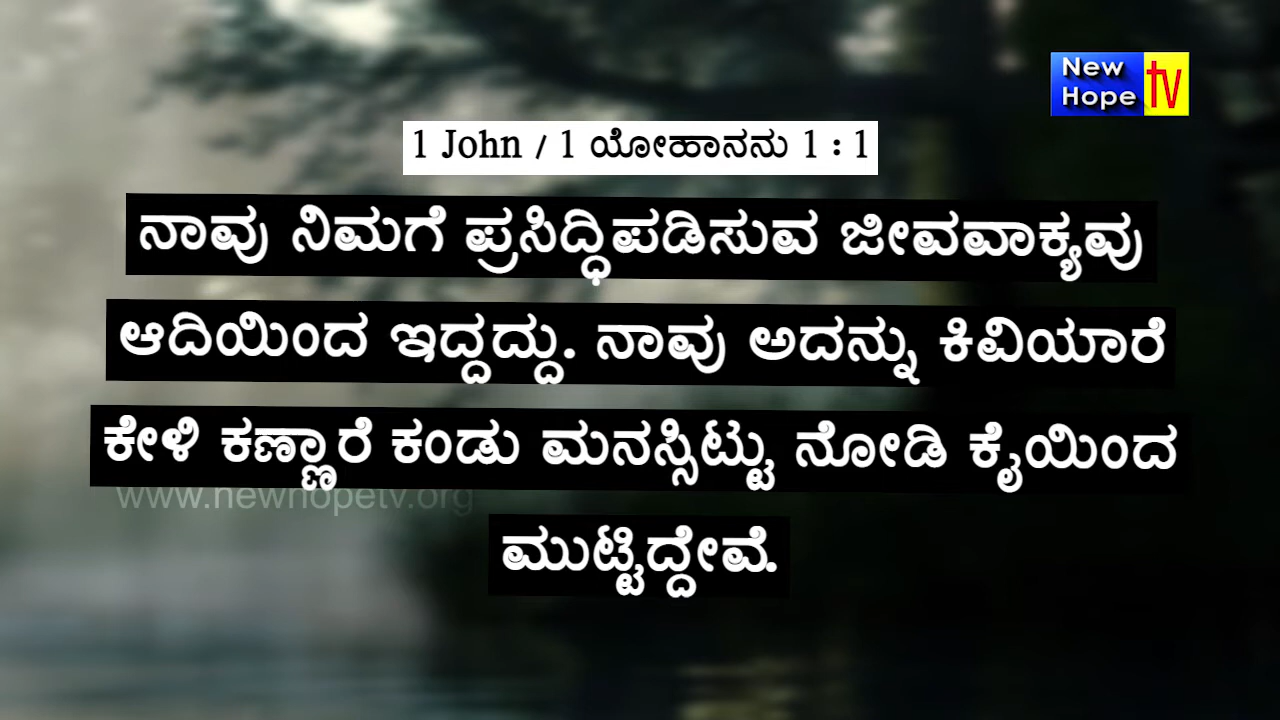 New
Hope
tv
1 John / 1 ಯೋಹಾನನು 1 : 1
ನಾವು ನಿಮಗೆ ಪ್ರಸಿದ್ಧಿಪಡಿಸುವ ಜೀವವಾಕ್ಯವು
ಆದಿಯಿಂದ ಇದ್ದದ್ದು. ನಾವು ಅದನ್ನು ಕಿವಿಯಾರೆ
ಕೇಳಿ ಕಣ್ಣಾರೆ ಕಂಡು ಮನಸ್ಸಿಟ್ಟು ನೋಡಿ ಕೈಯಿಂದ
www.newhopetv.org
ಮುಟ್ಟಿದ್ದೇವೆ.